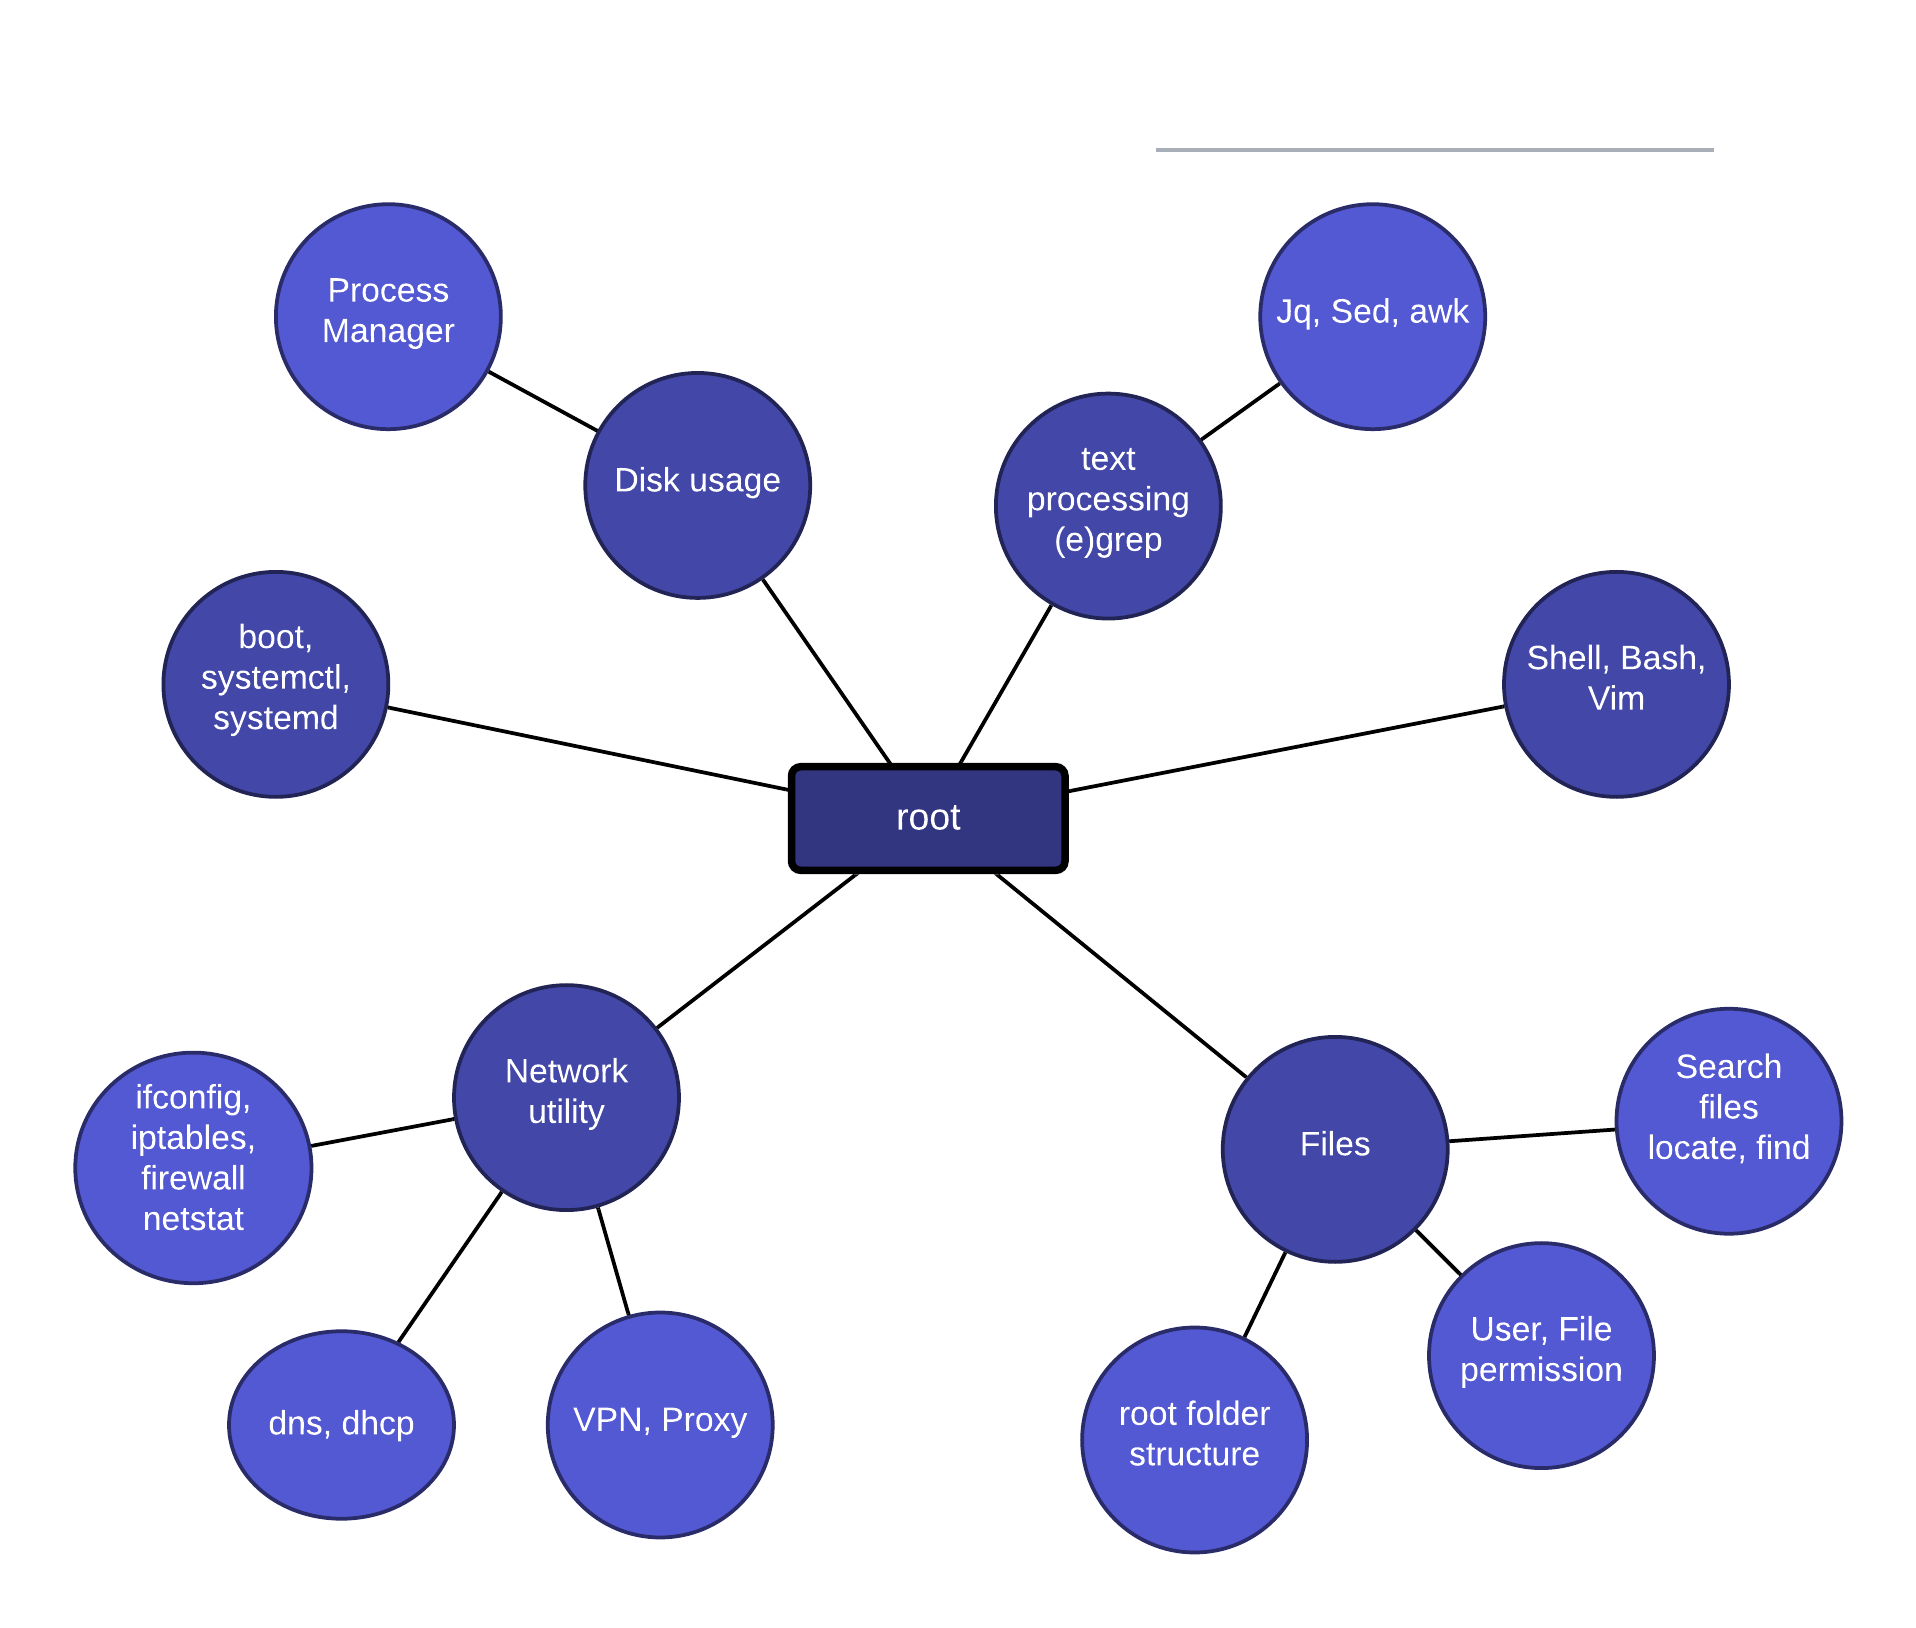 Process
Manager
Jq, Sed, awk
Disk usage
text
processing
(e)grep
boot,
systemctl,
systemd
Shell, Bash,
Vim
root
Network
utility
ifconfig,
iptables,
firewall
netstat
dns, dhcp
VPN, Proxy
Files
Search
files
locate, find
User, File
permission
root folder
structure